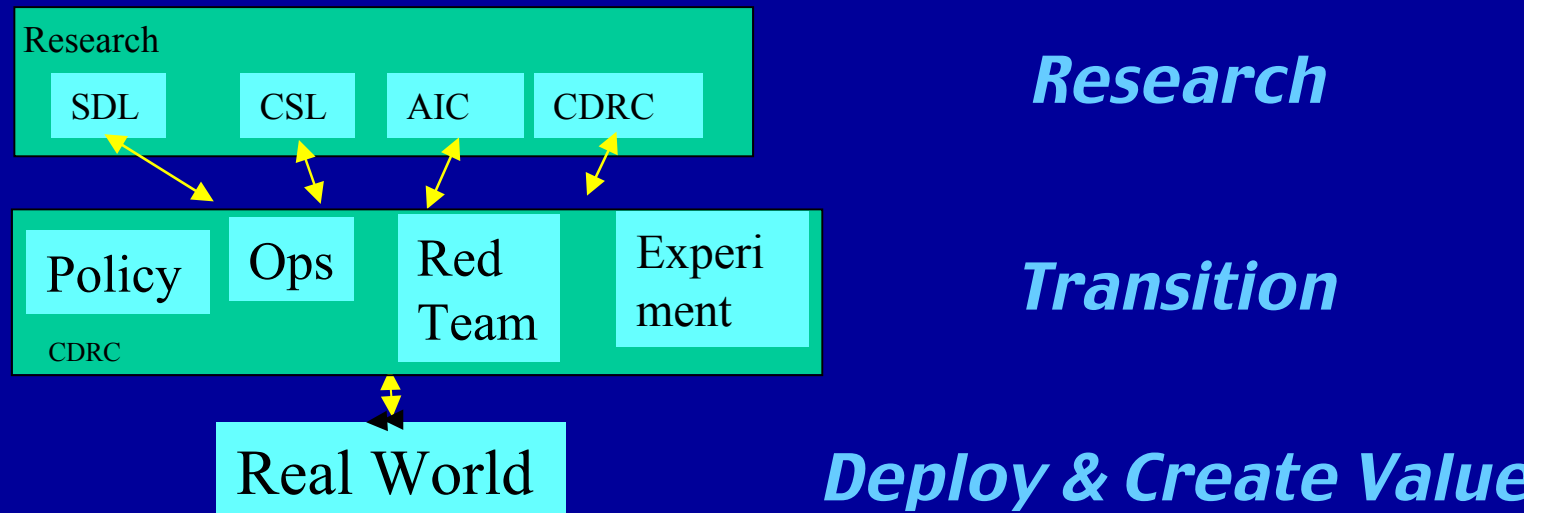 Research
SDL CSL AIC CDRC
Research
Policy Ops Red Team Experi
ment
CDRC
Transition
Real World
Deploy & Create Value